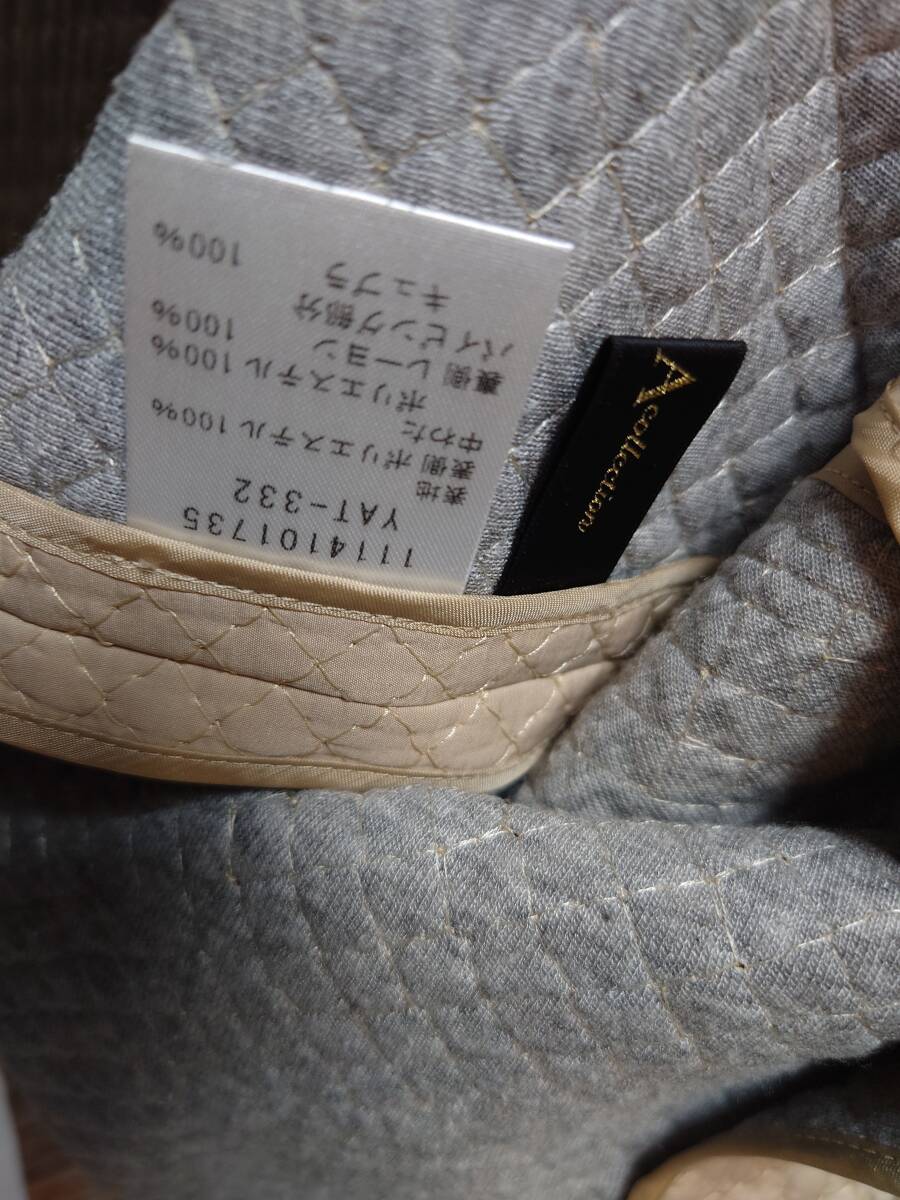 1114101735
YAT-332
表地
表側 ポリエステル 100%
中わた
ポリエステル 100%
裏側 レーヨン 100%
パイピング部分
キュプラ 100%
A collection